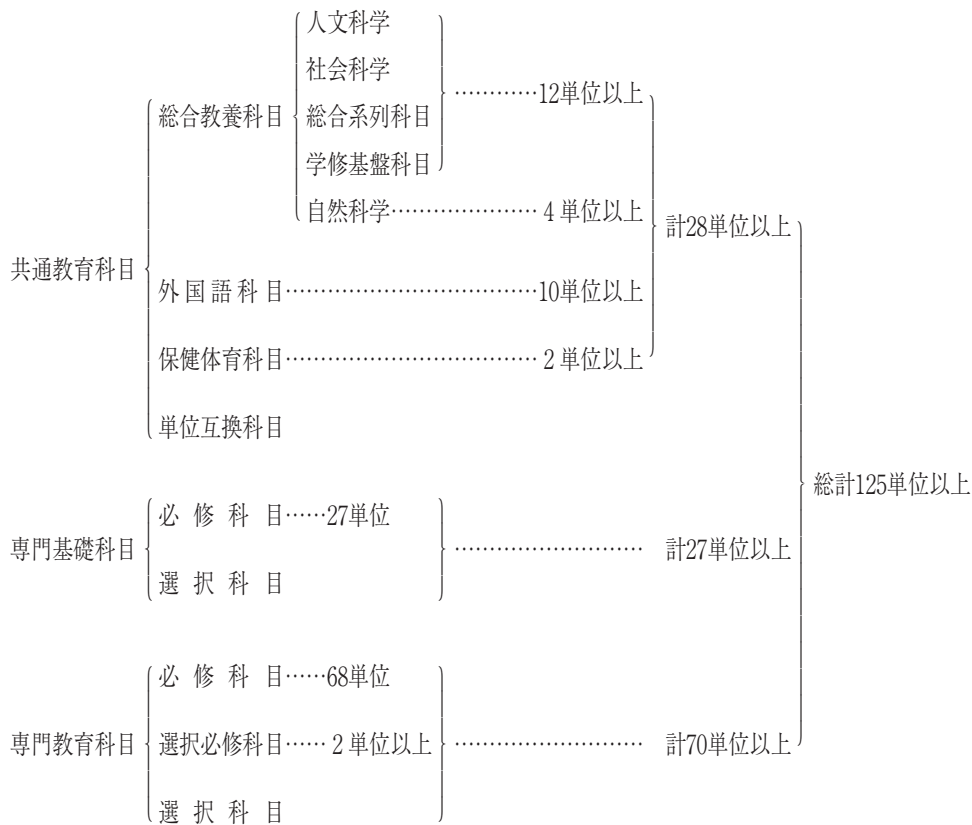 人文科学
社会科学
総合教養科目 総合系列科目 …………12単位以上
学修基盤科目
自然科学………………… 4 単位以上
計28単位以上
共通教育科目
外国語科目………………………………10単位以上
保健体育科目……………………………… 2 単位以上
単位互換科目
総計125単位以上
必修科目……27単位
専門基礎科目 ……………………… 計27単位以上
選択科目
必修科目……68単位
専門教育科目 選択必修科目…… 2 単位以上 ……………………… 計70単位以上
選択科目